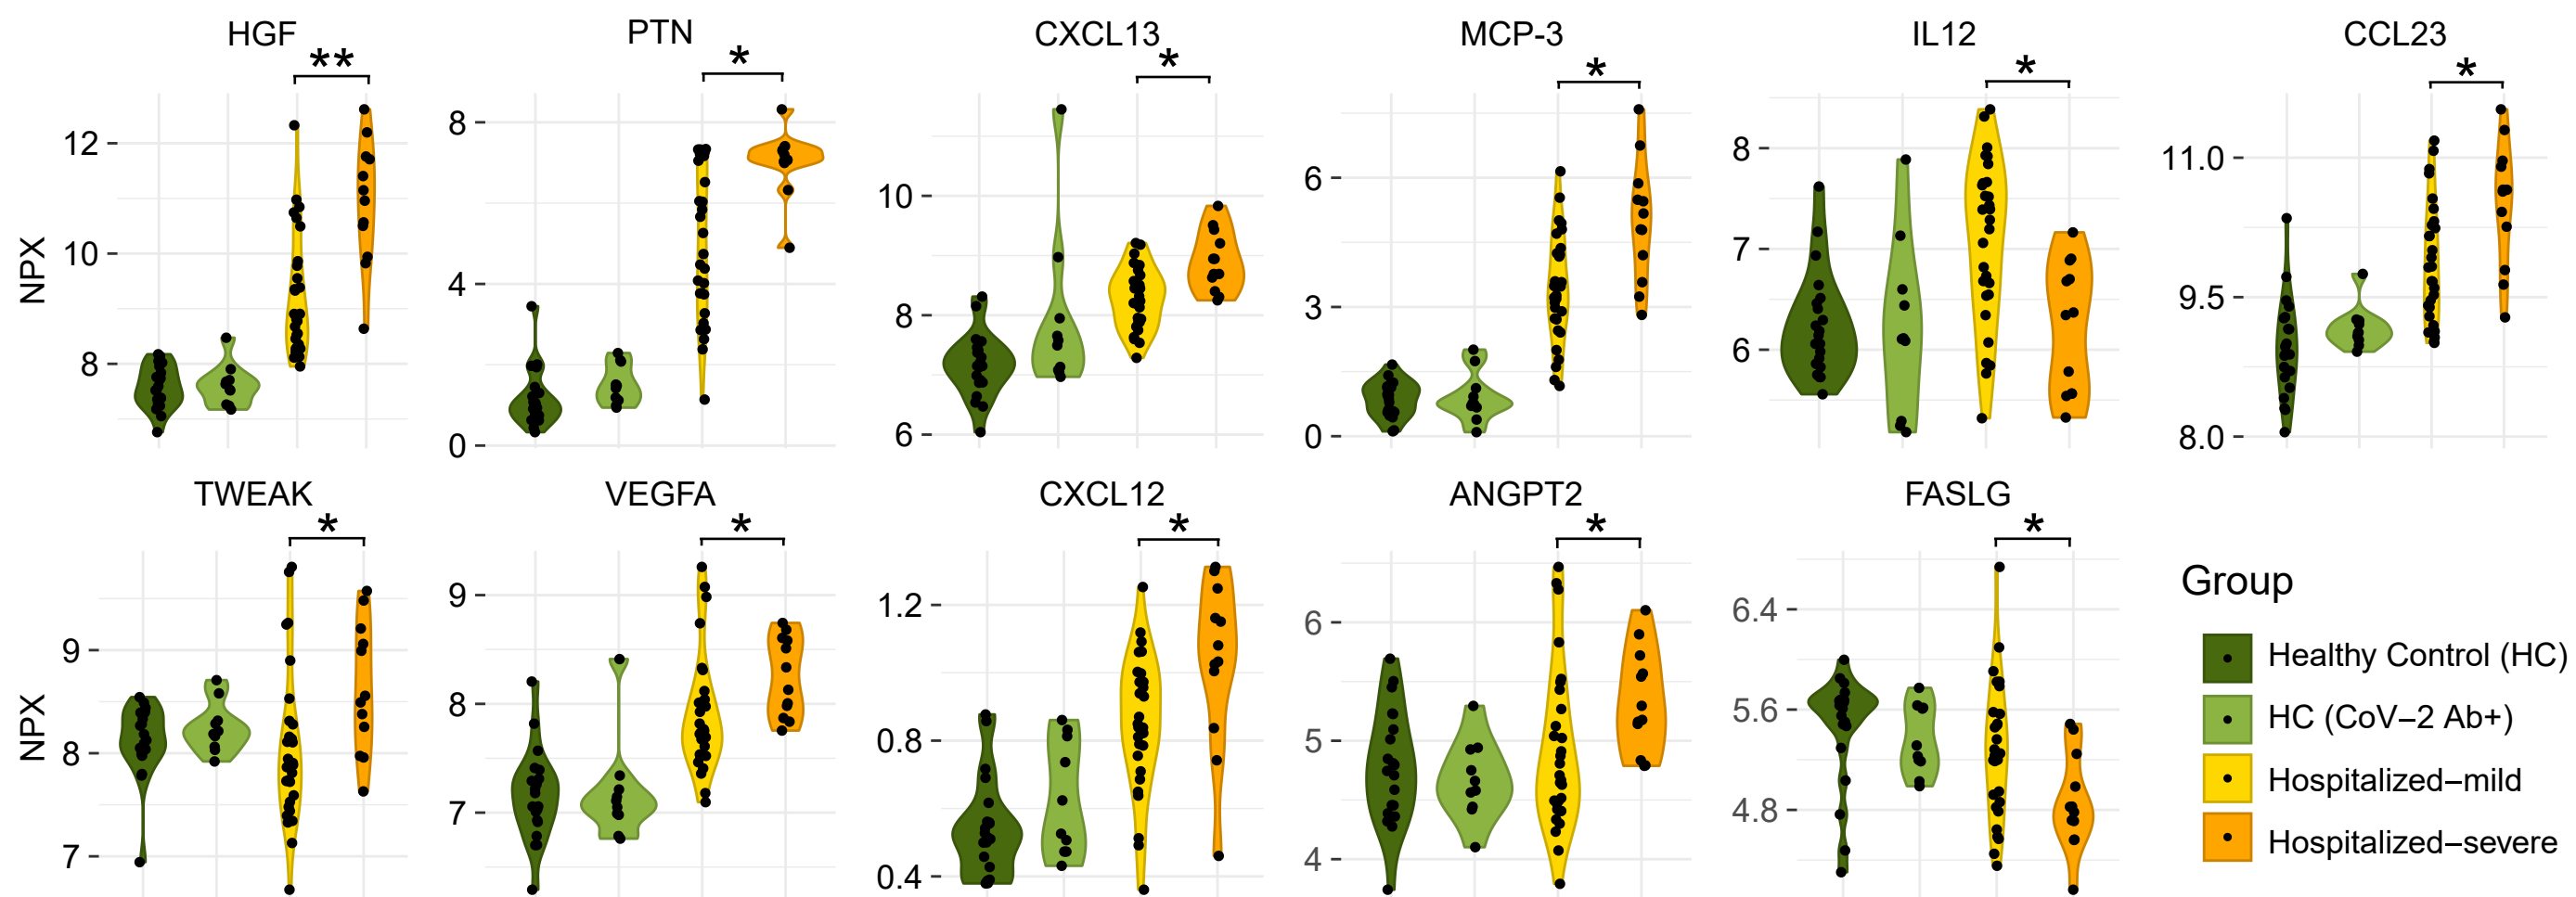 HGF
PTN
CXCL13
MCP-3
IL12
CCL23
**
*
*
*
*
*
NPX
12
10
8
8
4
0
10
8
6
6
3
0
8
7
6
11.0
9.5
8.0
TWEAK
VEGFA
CXCL12
ANGPT2
FASLG
*
*
*
*
*
NPX
9
8
7
9
8
7
1.2
0.8
0.4
6
5
4
6.4
5.6
4.8
Group
Healthy Control (HC)
HC (CoV−2 Ab+)
Hospitalized−mild
Hospitalized−severe